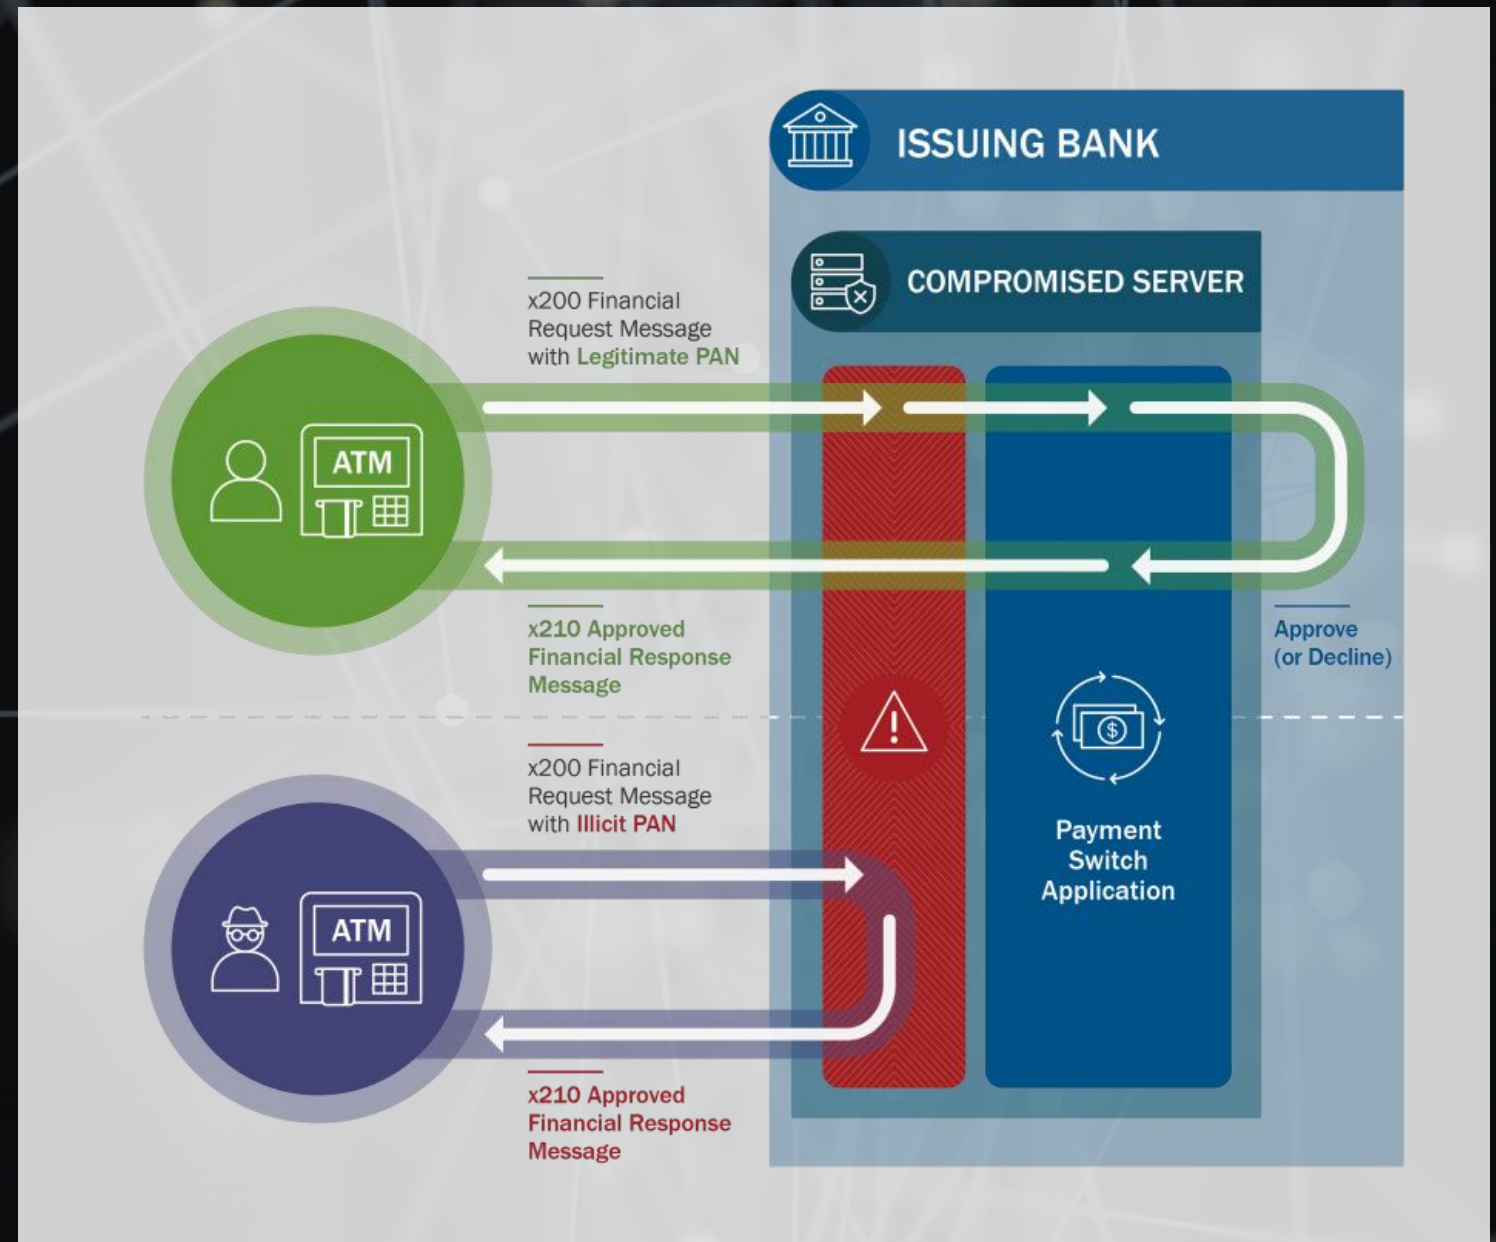 ISSUING BANK
COMPROMISED SERVER
x200 Financial
Request Message
with Legitimate PAN
ATM
x210 Approved
Financial Response
Message
Approve
(or Decline)
x200 Financial
Request Message
with Illicit PAN
$
Payment
Switch
Application
ATM
x210 Approved
Financial Response
Message